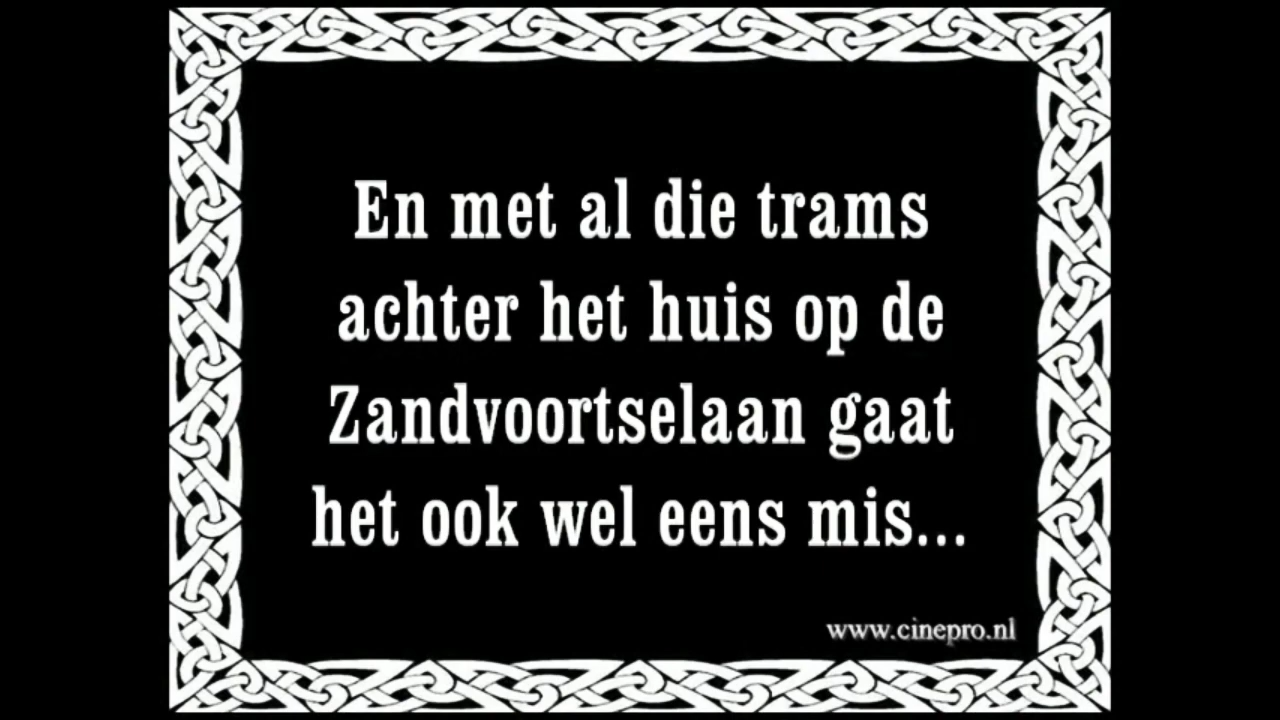 En met al die trams
achter het huis op de
Zandvoortselaan gaat
het ook wel eens mis...
www.cinepro.nl